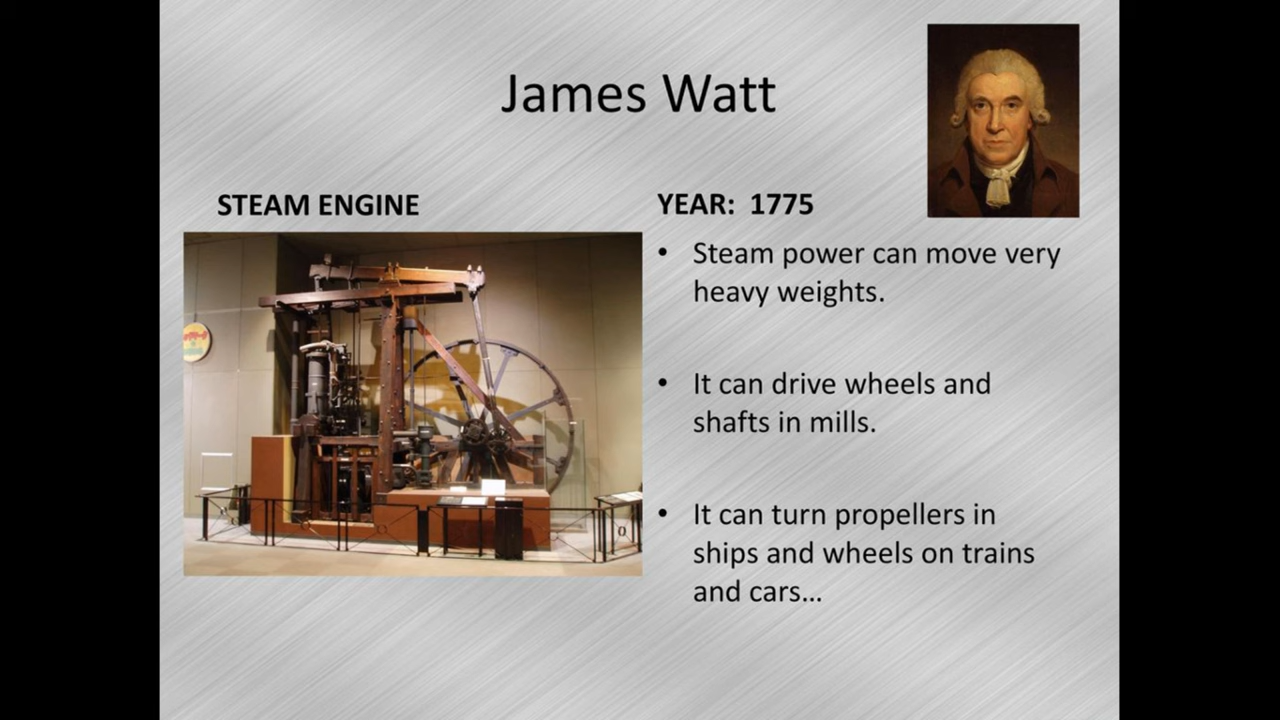 James Watt
STEAM ENGINE
YEAR:  1775
• Steam power can move very
heavy weights.
• It can drive wheels and
shafts in mills.
• It can turn propellers in
ships and wheels on trains
and cars...